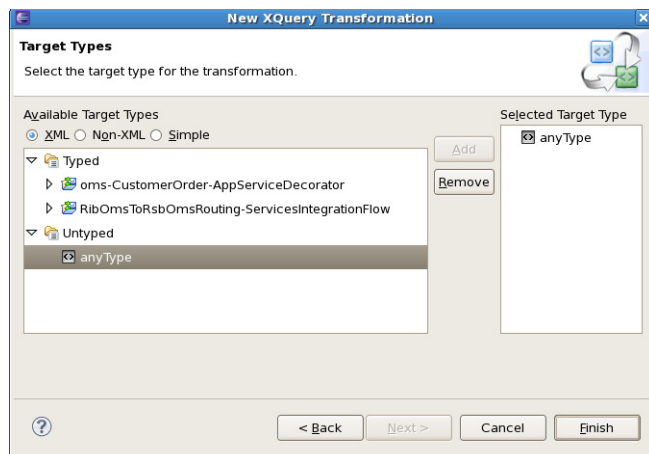 New XQuery Transformation
Target Types
Select the target type for the transformation.
Available Target Types
XML Non-XML Simple
Typed
oms-CustomerOrder-AppServiceDecorator
RibOmsToRsbOmsRouting-ServicesIntegrationFlow
Untyped
anyType
Add
Remove
Selected Target Type
anyType
< Back Next > Cancel Finish